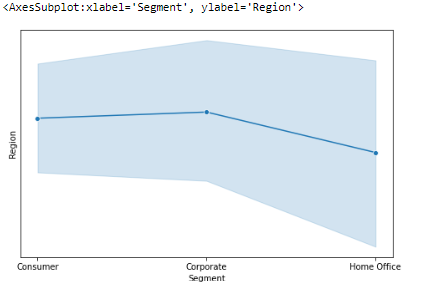 <AxesSubplot:xlabel='Segment', ylabel='Region'>
Region
Consumer
Corporate
Home Office
Segment